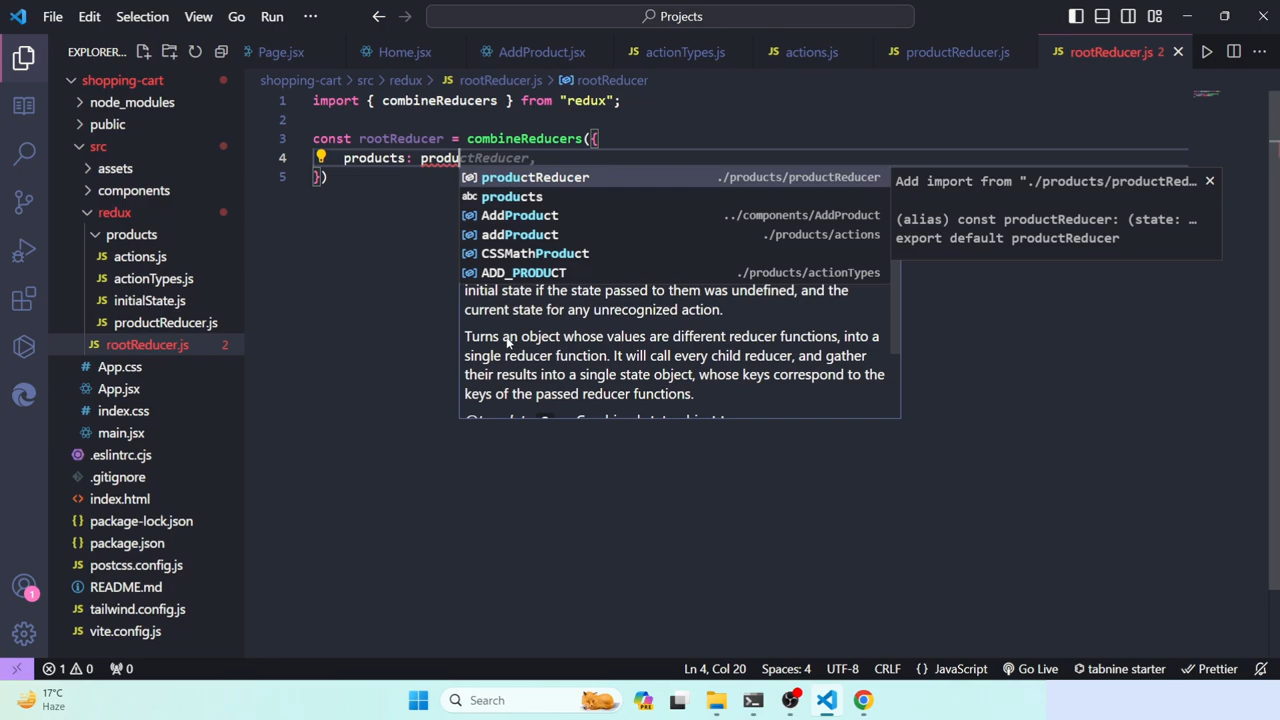 File Edit View Go Run ··· Projects
EXPLORER... Page.jsx Home.jsx AddProduct.jsx actionTypes.js actions.js productReducer.js rootReducer.js 2
shopping-cart
node_modules
public
src
assets
components
redux
products
actions.js
actionTypes.js
initialState.js
productReducer.js
rootReducer.js 2
App.css
App.jsx
index.css
main.jsx
.eslintrc.cjs
.gitignore
index.html
package-lock.json
package.json
postcss.config.js
README.md
tailwind.config.js
vite.config.js
shopping-cart > src > redux > JS rootReducer.js > rootReducer
1 import { combineReducers } from "redux";
2
3 const rootReducer = combineReducers({
4 products: productReducer,
5 })
productReducer ./products/productReducer
abc products
AddProduct ../components/AddProduct
addProduct ./products/actions
CSSMathProduct
ADD_PRODUCT ./products/actionTypes
Add import from "./products/productRed...
(alias) const productReducer: (state: ...
export default productReducer
initial state if the state passed to them was undefined, and the
current state for any unrecognized action.
Turns an object whose values are different reducer functions, into a
single reducer function. It will call every child reducer, and gather
their results into a single state object, whose keys correspond to the
keys of the passed reducer functions.
1
1 0 0 Ln 4, Col 20 Spaces: 4 UTF-8 CRLF {} JavaScript Go Live tabnine starter Prettier
17°C
Haze
Search
PRE